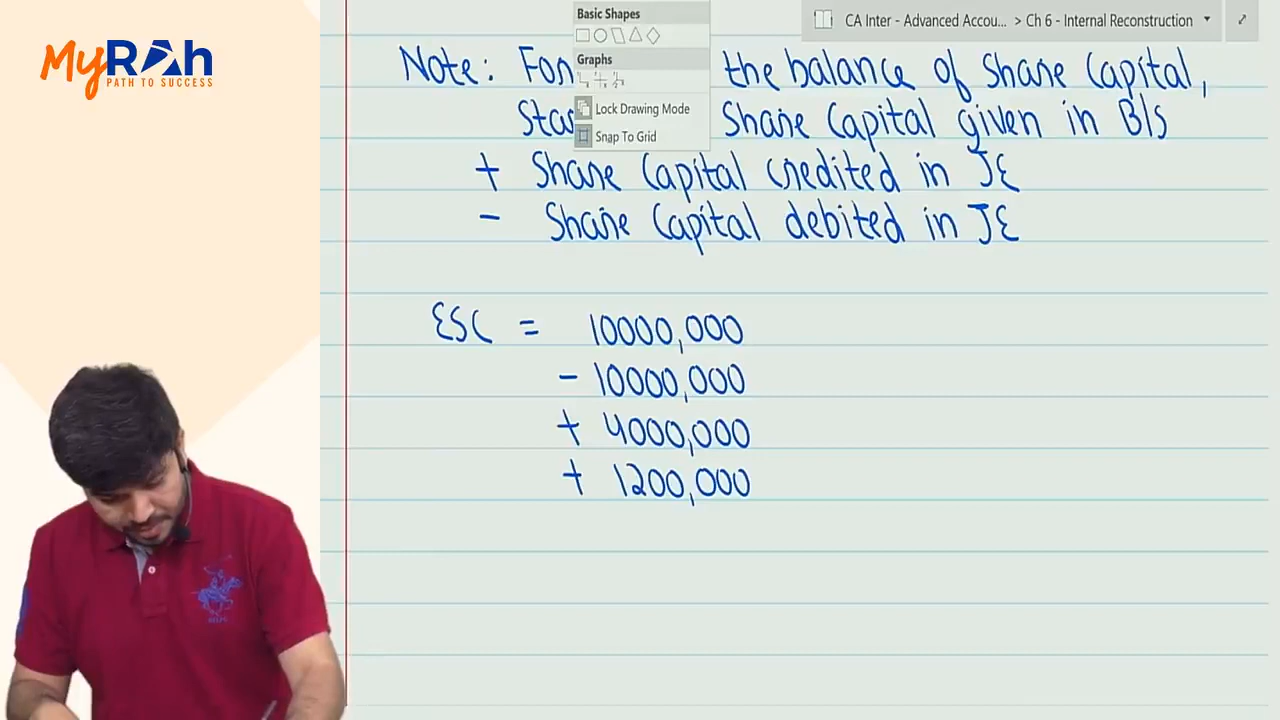 MyRAh
PATH TO SUCCESS
Basic Shapes
Graphs
Lock Drawing Mode
Snap To Grid
CA Inter - Advanced Accou... > Ch 6 - Internal Reconstruction
Note: For the balance of Share Capital,
Share Capital given in B/S
+ Share Capital credited in JE
- Share Capital debited in JE
ESC = 10000,000
- 10000,000
+ 4000,000
+ 1200,000